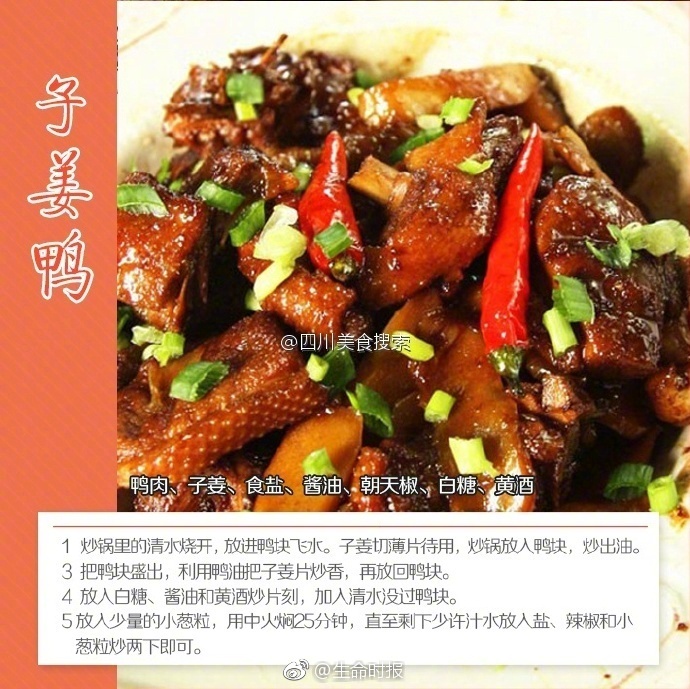 子姜鸭
@四川美食搜索
鸭肉、子姜、食盐、酱油、朝天椒、白糖、黄酒
1 炒锅里的清水烧开，放进鸭块飞水。子姜切薄片待用，炒锅放入鸭块，炒出油。
3 把鸭块盛出，利用鸭油把子姜片炒香，再放回鸭块。
4 放入白糖、酱油和黄酒炒片刻，加入清水没过鸭块。
5 放入少量的小葱粒，用中火焖25分钟，直至剩下少许汁水放入盐、辣椒和小
葱粒炒两下即可。
@生命时报